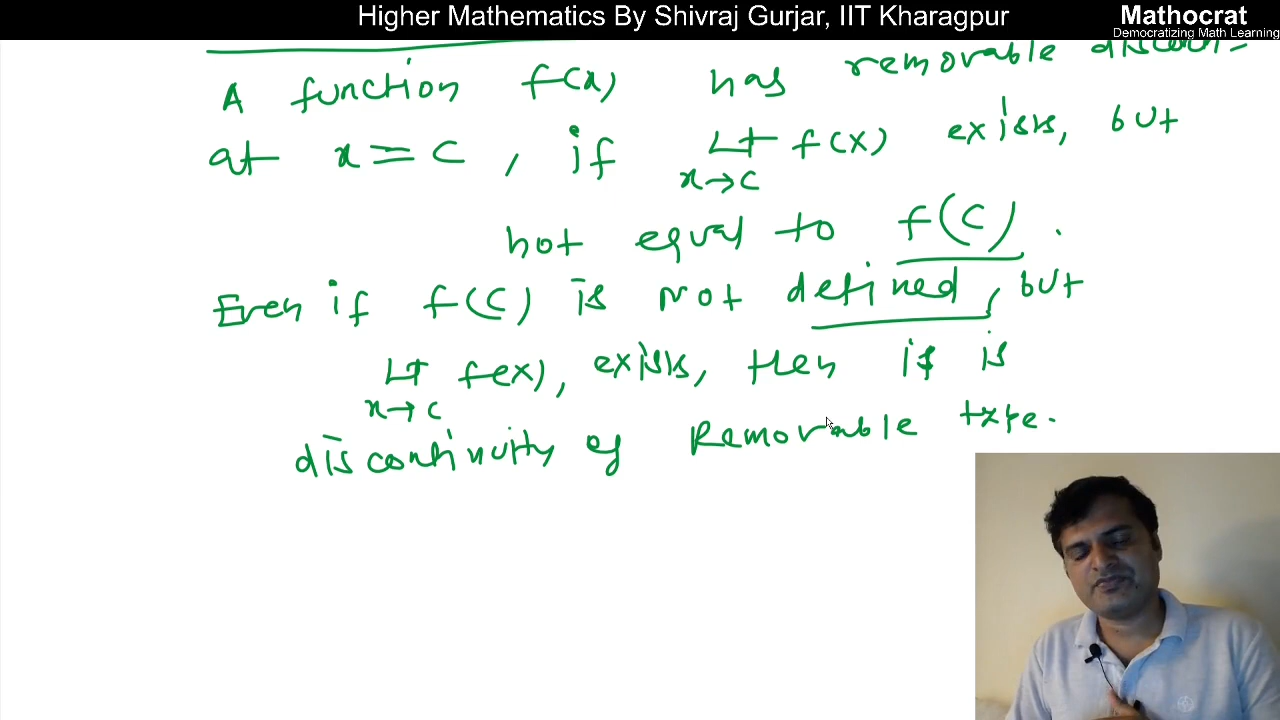 Higher Mathematics By Shivraj Gurjar, IIT Kharagpur
Mathocrat
Democratizing Math Learning
A function f(x) has removable discon-
at x = c, if Lt f(x) exists, but
x→c
not equal to f(c).
Even if f(c) is not defined, but
Lt f(x), exists, then it is
x→c
discontinuity of Removable type.